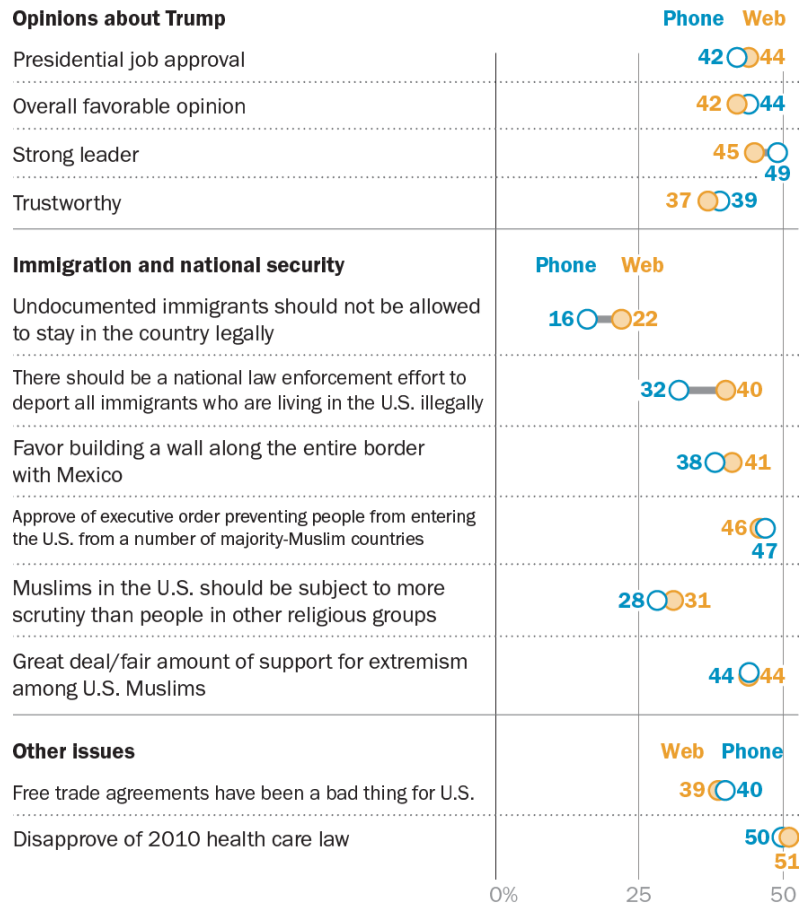 Opinions about Trump Phone Web
Presidential job approval 42 44
Overall favorable opinion 42 44
Strong leader 45
49
Trustworthy 37 39
Immigration and national security Phone Web
Undocumented immigrants should not be allowed
to stay in the country legally 16 22
There should be a national law enforcement effort to
deport all immigrants who are living in the U.S. illegally 32 40
Favor building a wall along the entire border
with Mexico 38 41
Approve of executive order preventing people from entering
the U.S. from a number of majority-Muslim countries 46
47
Muslims in the U.S. should be subject to more
scrutiny than people in other religious groups 28 31
Great deal/fair amount of support for extremism
among U.S. Muslims 44 44
Other issues Web Phone
Free trade agreements have been a bad thing for U.S. 39 40
Disapprove of 2010 health care law 50
51
0% 25 50